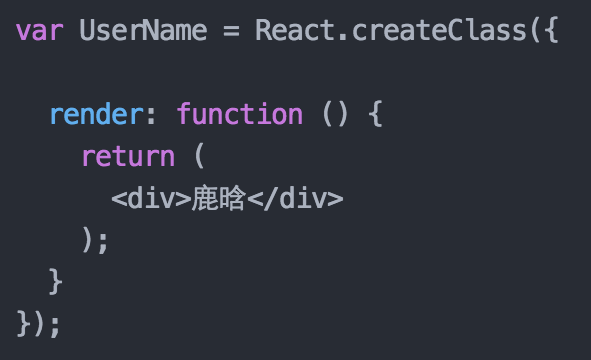 var UserName = React.createClass({
render: function () {
return (
<div>鹿晗</div>
);
}
});